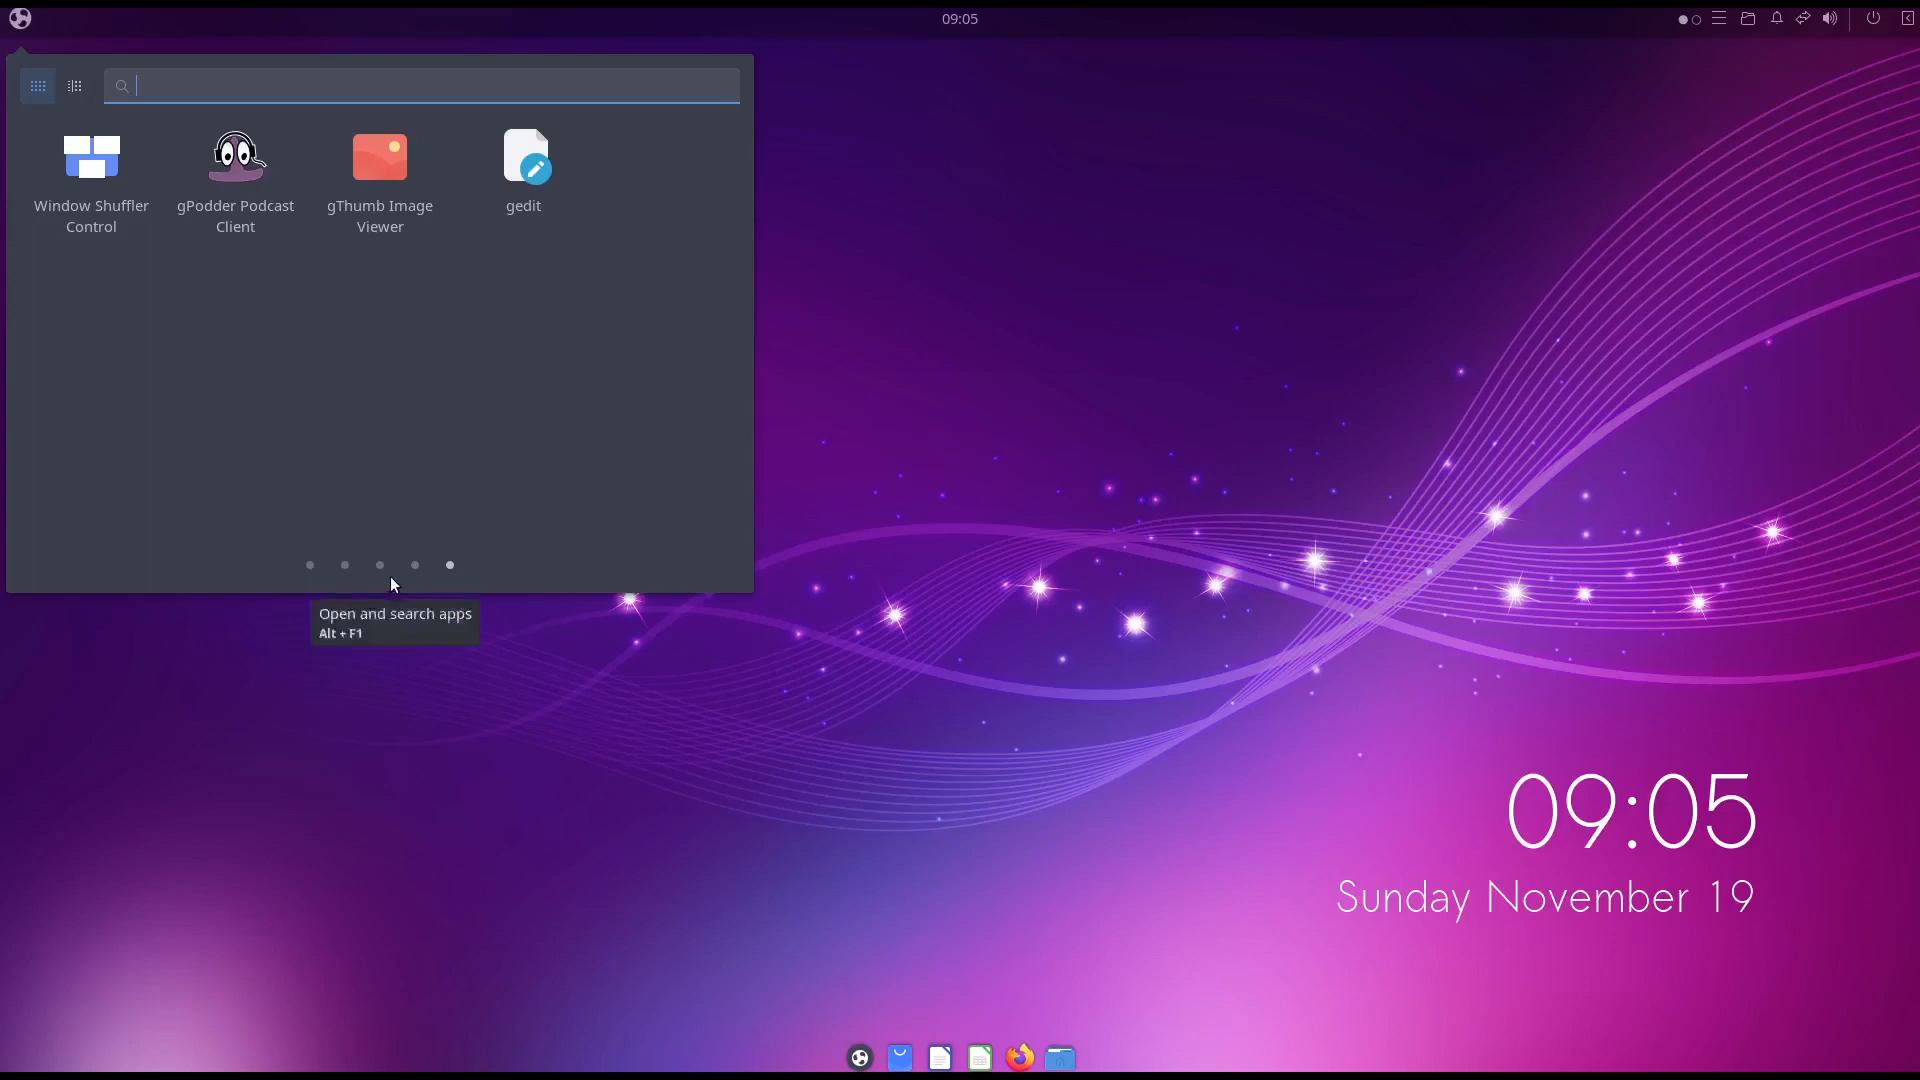 09:05
Window Shuffler
Control
gPodder Podcast
Client
gThumb Image
Viewer
gedit
Open and search apps
Alt + F1
09:05
Sunday November 19